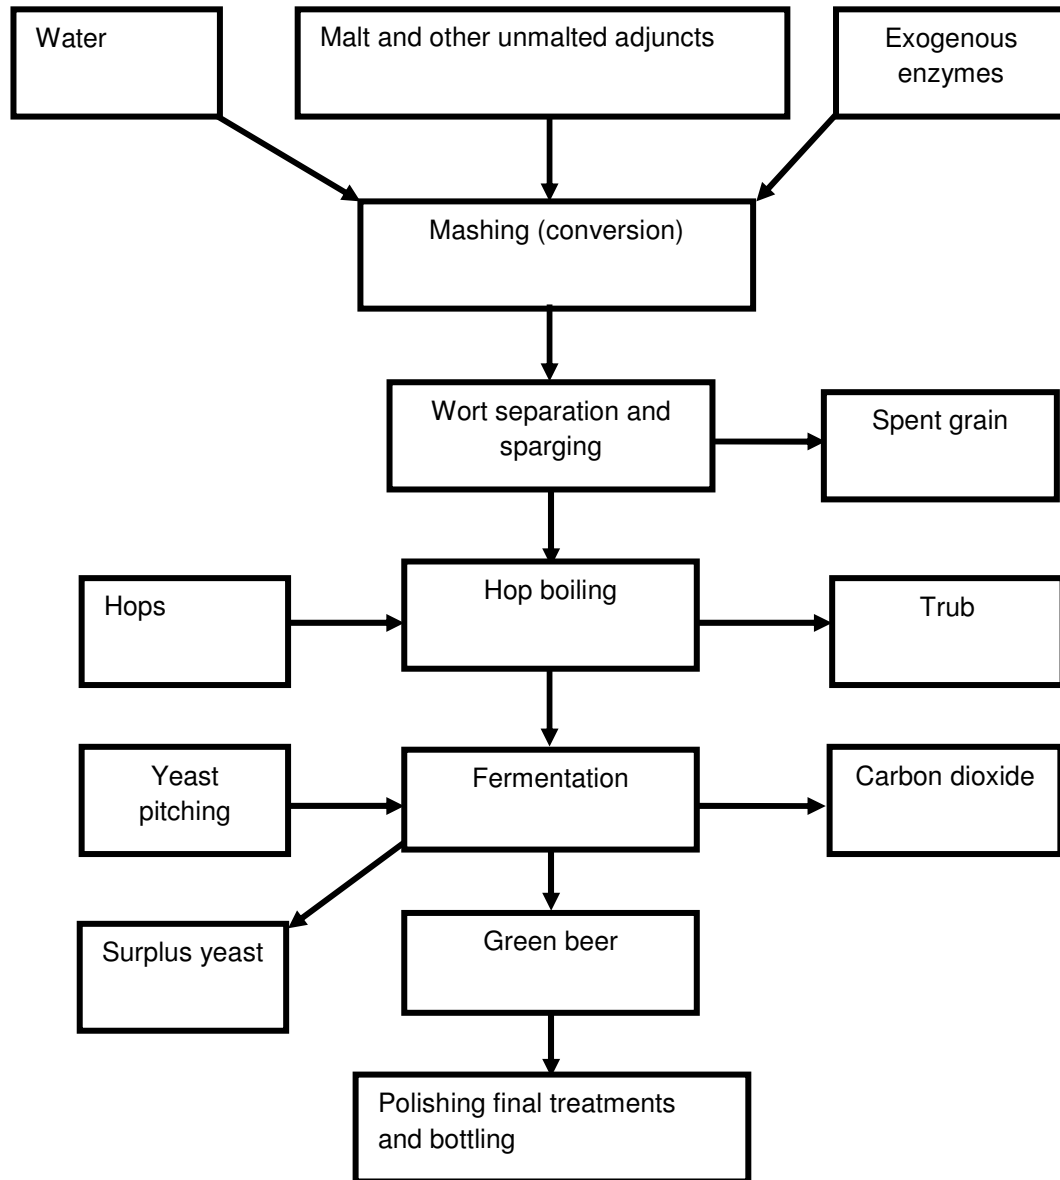 Water
Malt and other unmalted adjuncts
Exogenous
enzymes
Mashing (conversion)
Wort separation and
sparging
Spent grain
Hops
Hop boiling
Trub
Yeast
pitching
Fermentation
Carbon dioxide
Surplus yeast
Green beer
Polishing final treatments
and bottling